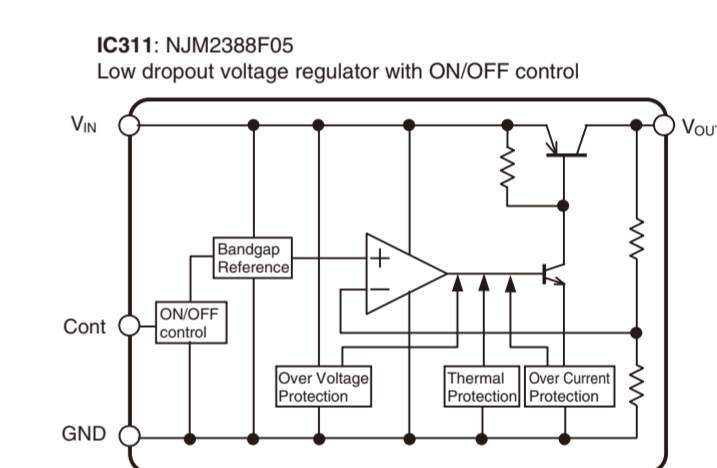 IC311: NJM2388F05
Low dropout voltage regulator with ON/OFF control
VIN
VOUT
Bandgap
Reference
+
−
ON/OFF
control
Cont
Over Voltage
Protection
Thermal
Protection
Over Current
Protection
GND